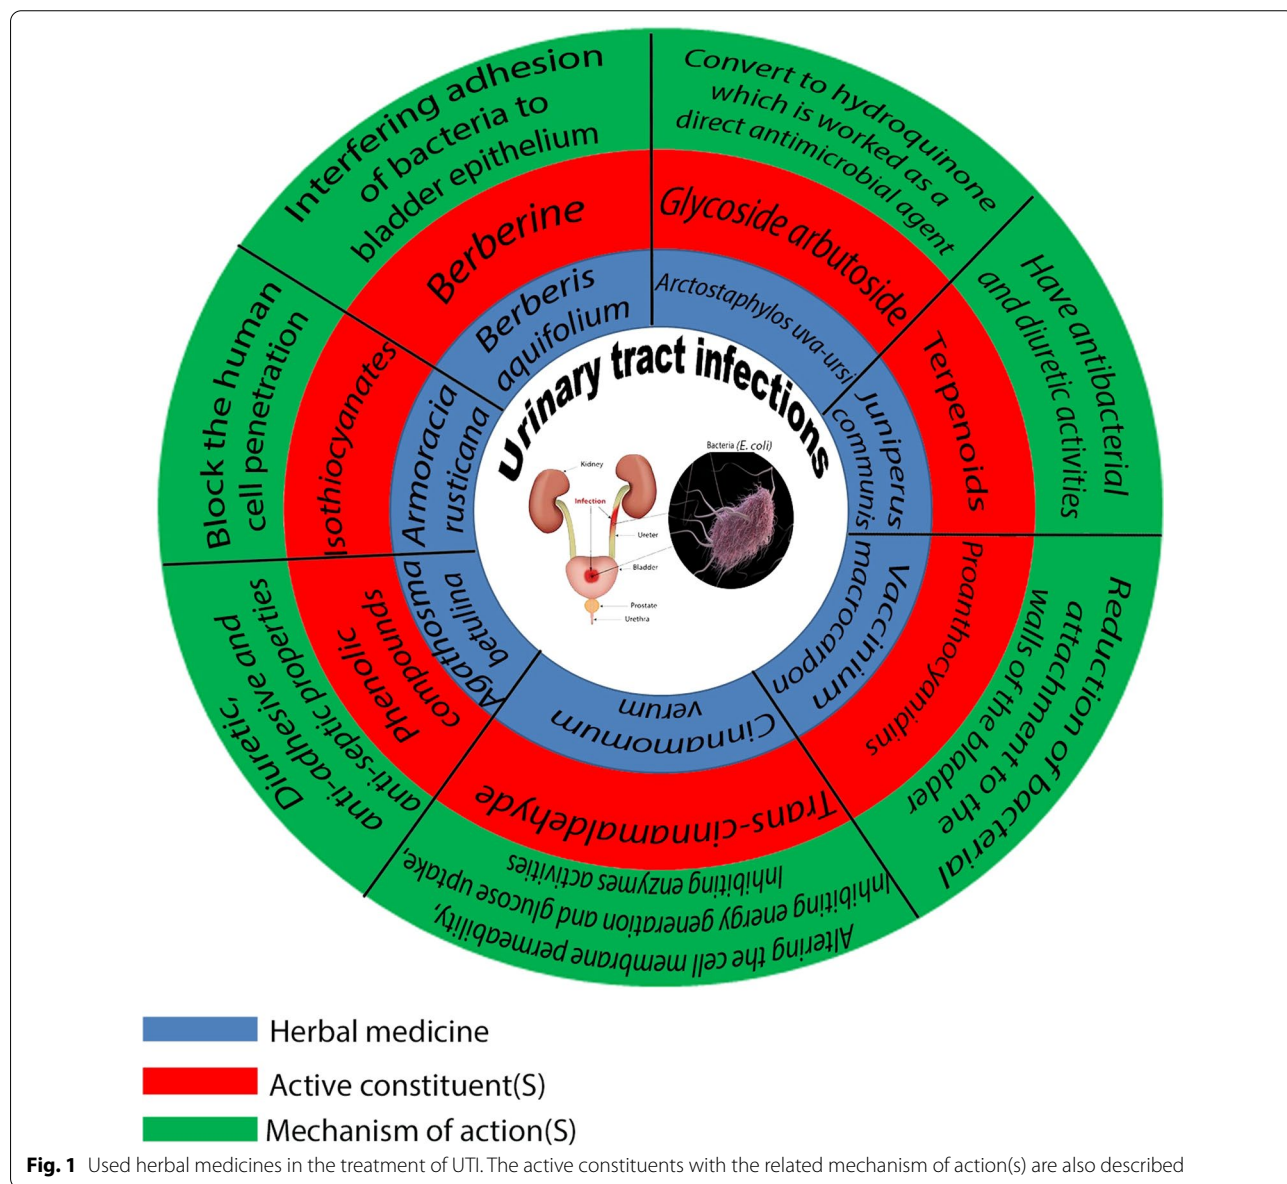 Interfering adhesion
of bacteria to
bladder epithelium
Berberine
Berberis
aquifolium
Convert to hydroquinone
which is worked as a
direct antimicrobial agent
Glycoside arbutoside
Arctostaphylos uva-ursi
Have antibacterial
and diuretic activities
Terpenoids
Juniperus
communis
Reduction of bacterial
attachment to the
walls of the bladder
Proanthocyanidins
Vaccinium
macrocarpon
Altering the cell membrane permeability,
Inhibiting energy generation and glucose uptake,
Inhibiting enzymes activities
Trans-cinnamaldehyde
Cinnamomum
verum
Diuretic,
anti-adhesive and
anti-septic properties
Phenolic
compounds
Agathosma
betulina
Block the human
cell penetration
Isothiocyanates
Armoracia
rusticana
Urinary tract infections
Kidney
Infection
Ureter
Bladder
Prostate
Urethra
Bacteria (E. coli)
Herbal medicine
Active constituent(S)
Mechanism of action(S)
Fig. 1 Used herbal medicines in the treatment of UTI. The active constituents with the related mechanism of action(s) are also described